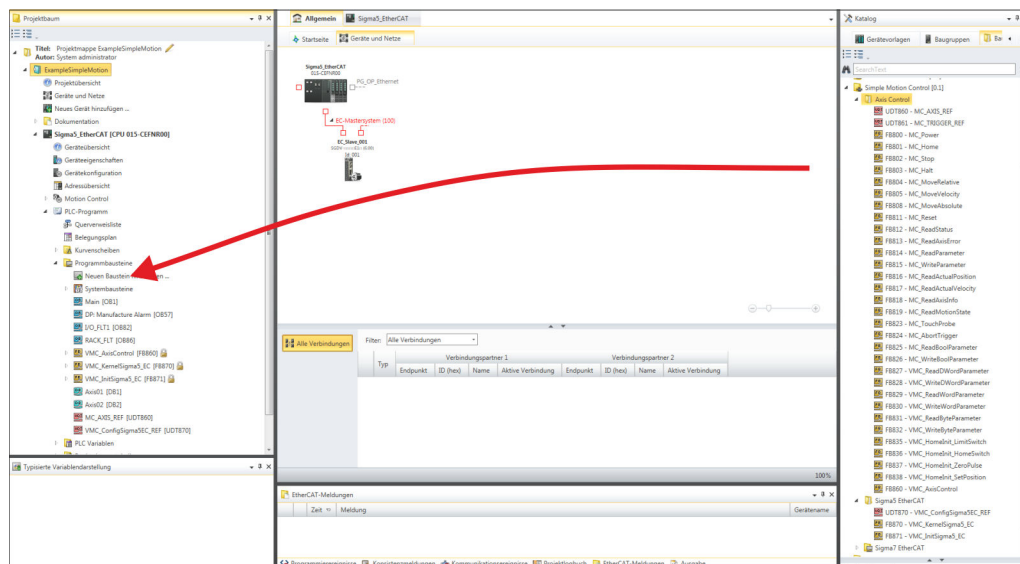 Projektbaum
Titel: Projektmappe ExampleSimpleMotion
Autor: System administrator
ExampleSimpleMotion
Projektübersicht
Geräte und Netze
Neues Gerät hinzufügen ...
Dokumentation
Sigma5_EtherCAT [CPU 015-CEFNR00]
Geräteübersicht
Geräteeigenschaften
Gerätekonfiguration
Adressübersicht
Motion Control
PLC-Programm
Querverweisliste
Belegungsplan
Kurvenscheiben
Programmbausteine
Neuen Baustein
Systembausteine
Main [OB1]
DP: Manufacture Alarm [OB57]
I/O_FLT1 [OB82]
RACK_FLT [OB86]
VMC_AxisControl [FB860]
VMC_KernelSigma5_EC [FB870]
VMC_InitSigma5_EC [FB871]
Axis01 [DB1]
Axis02 [DB2]
MC_AXIS_REF [UDT860]
VMC_ConfigSigma5EC_REF [UDT870]
PLC Variablen
Typisierte Variablendarstellung
Allgemein Sigma5_EtherCAT
Startseite Geräte und Netze
Sigma5_EtherCAT
015-CEFNR00
PG_OP_Ethernet
EC-Mastersystem (100)
EC_Slave_001
Alle Verbindungen
Filter: Alle Verbindungen
Typ Verbindungspartner 1 Verbindungspartner 2
Endpunkt ID (hex) Name Aktive Verbindung Endpunkt ID (hex) Name Aktive Verbindung
100%
EtherCAT-Meldungen
Zeit Meldung Gerätename
Katalog
Gerätevorlagen Baugruppen
SearchText
Simple Motion Control [0.1]
Axis Control
UDT860 - MC_AXIS_REF
UDT861 - MC_TRIGGER_REF
FB800 - MC_Power
FB801 - MC_Home
FB802 - MC_Stop
FB803 - MC_Halt
FB804 - MC_MoveRelative
FB805 - MC_MoveVelocity
FB808 - MC_MoveAbsolute
FB811 - MC_Reset
FB812 - MC_ReadStatus
FB813 - MC_ReadAxisError
FB814 - MC_ReadParameter
FB815 - MC_WriteParameter
FB816 - MC_ReadActualPosition
FB817 - MC_ReadActualVelocity
FB818 - MC_ReadAxisInfo
FB819 - MC_ReadMotionState
FB823 - MC_TouchProbe
FB824 - MC_AbortTrigger
FB825 - MC_ReadBoolParameter
FB826 - MC_WriteBoolParameter
FB827 - VMC_ReadDWordParameter
FB828 - VMC_WriteDWordParameter
FB829 - VMC_ReadWordParameter
FB830 - VMC_WriteWordParameter
FB831 - VMC_ReadByteParameter
FB832 - VMC_WriteByteParameter
FB835 - VMC_HomeInit_LimitSwitch
FB836 - VMC_HomeInit_HomeSwitch
FB837 - VMC_HomeInit_ZeroPulse
FB838 - VMC_HomeInit_SetPosition
FB860 - VMC_AxisControl
Sigma5 EtherCAT
UDT870 - VMC_ConfigSigma5EC_REF
FB870 - VMC_KernelSigma5_EC
FB871 - VMC_InitSigma5_EC
Sigma7 EtherCAT